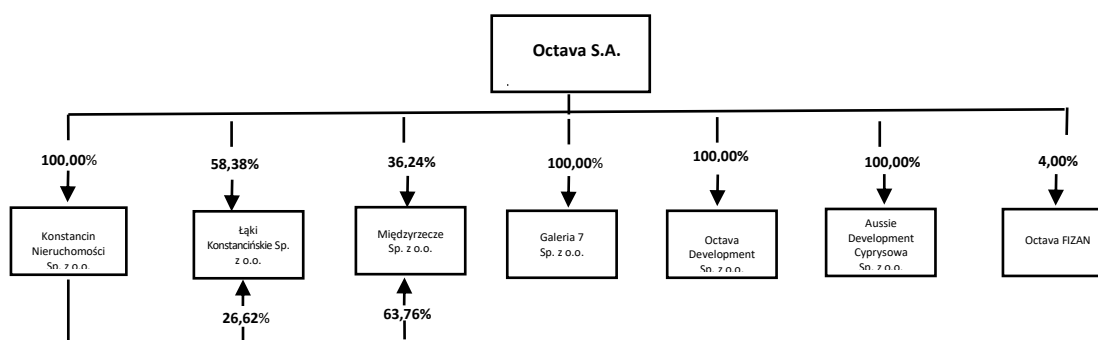 Octava S.A.
.
100,00%
58,38%
36,24%
100,00%
100,00%
100,00%
4,00%
Konstancin
Nieruchomości
Sp. z o.o.
Łąki
Konstancińskie Sp.
z o.o.
Międzyrzecze
Sp. z o.o.
Galeria 7
Sp. z o.o.
Octava
Development
Sp. z o.o.
Aussie
Development
Cyprysowa
Sp. z o.o.
Octava FIZAN
26,62%
63,76%